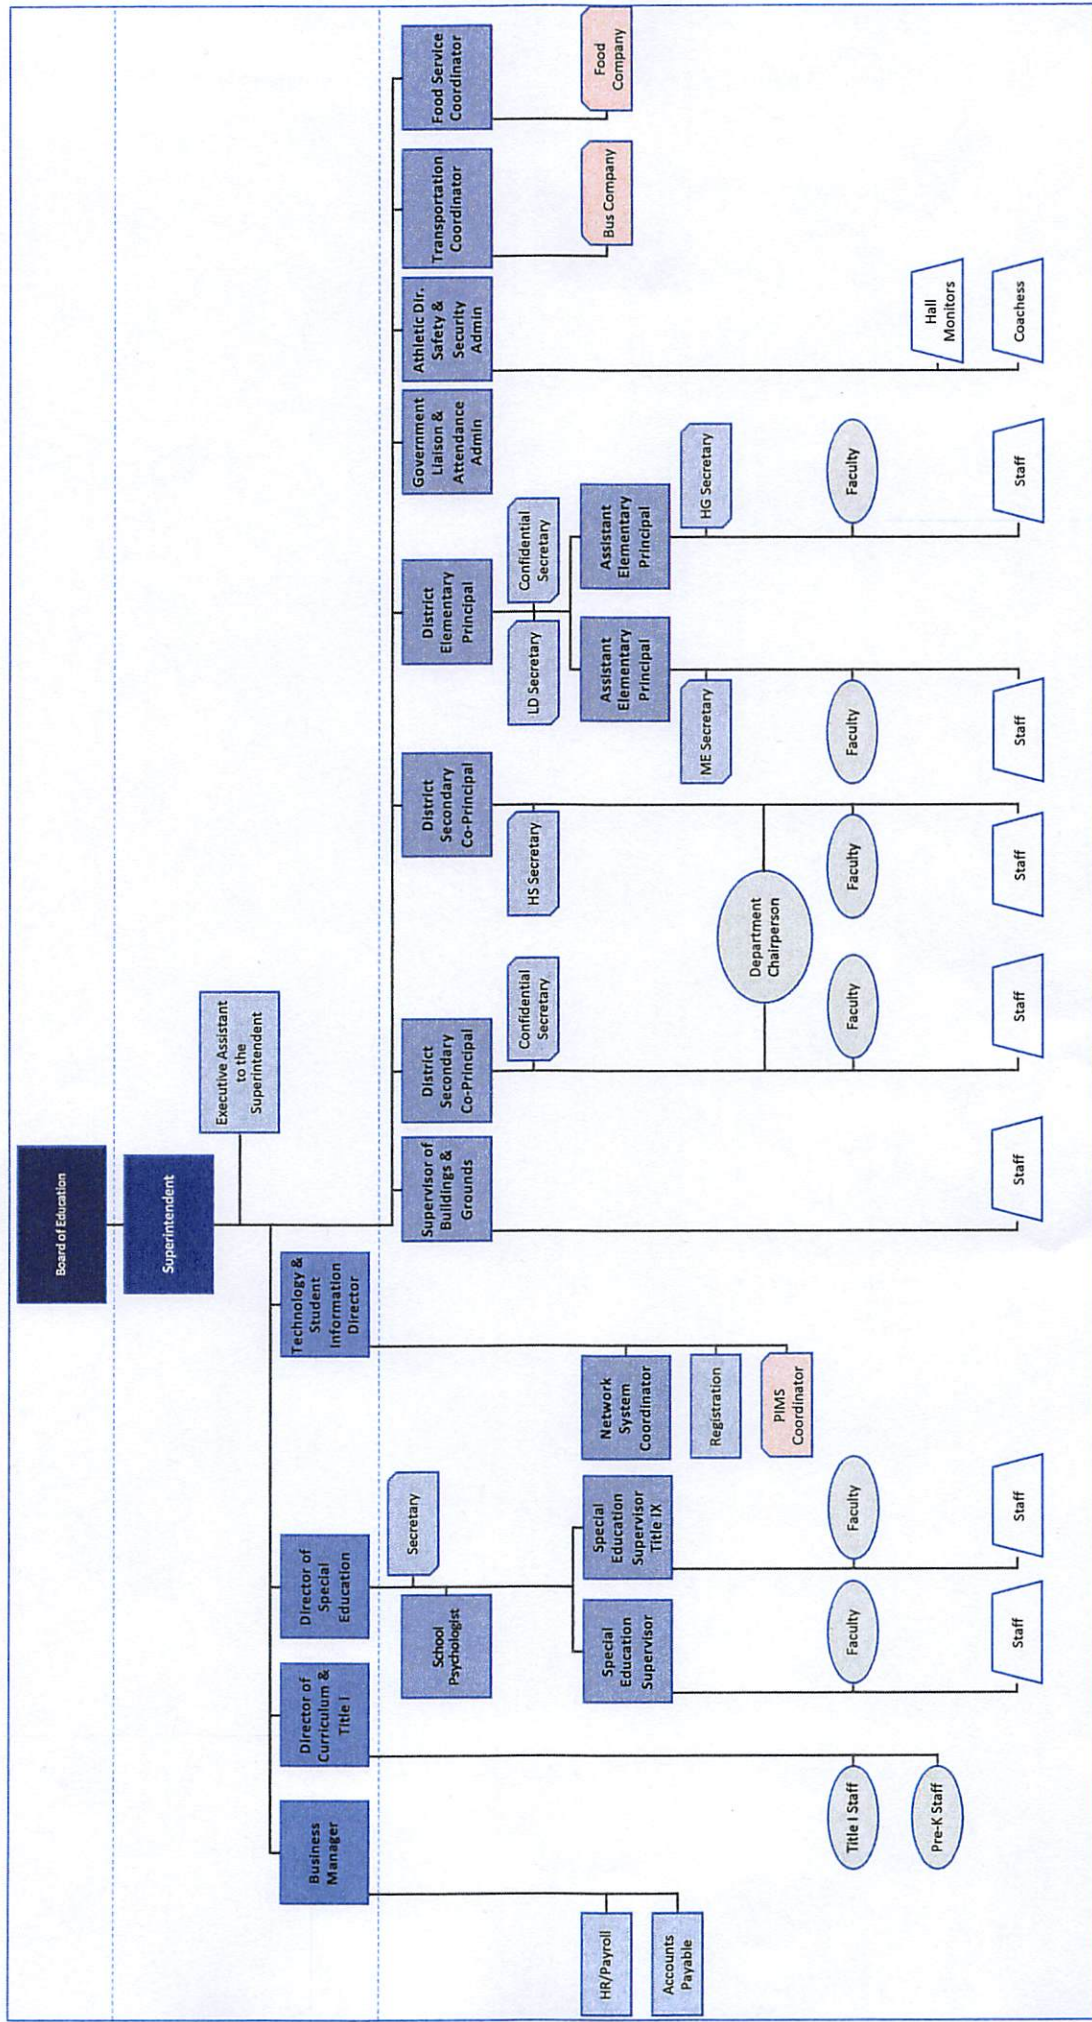 Board of Education
Superintendent
Executive Assistant
to the
Superintendent
Business
Manager
Director of
Curriculum &
Title I
Director of
Special
Education
Technology &
Student
Information
Director
Supervisor of
Buildings &
Grounds
District
Secondary
Co-Principal
District
Secondary
Co-Principal
District
Elementary
Principal
Government
Liaison &
Attendance
Admin
Athletic Dir.
Safety &
Security
Admin
Transportation
Coordinator
Food Service
Coordinator
School
Psychologist
Secretary
Confidential
Secretary
HS Secretary
LD Secretary
Confidential
Secretary
HR/Payroll
Accounts
Payable
Special
Education
Supervisor
Special
Education
Supervisor
Title IX
Network
System
Coordinator
Registration
PIMS
Coordinator
Assistant
Elementary
Principal
Assistant
Elementary
Principal
Bus Company
Food
Company
ME Secretary
HG Secretary
Department
Chairperson
Title I Staff
Faculty
Faculty
Faculty
Faculty
Faculty
Faculty
Pre-K Staff
Hall
Monitors
Staff
Staff
Staff
Staff
Staff
Staff
Staff
Coachess